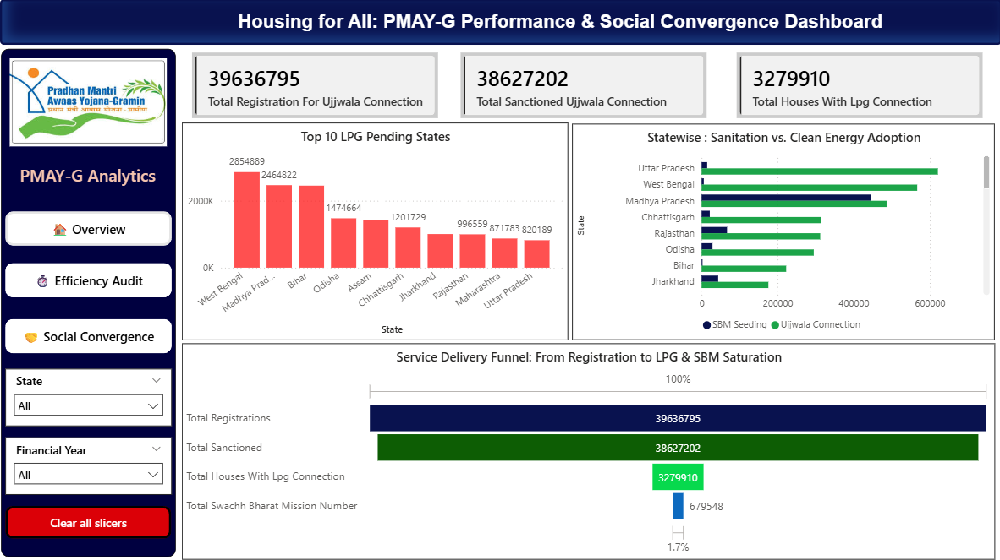 Housing for All: PMAY-G Performance & Social Convergence Dashboard
Pradhan Mantri
Awaas Yojana-Gramin
प्रधान मंत्री आवास योजना - ग्रामीण
PMAY-G Analytics
Overview
Efficiency Audit
Social Convergence
State
All
Financial Year
All
Clear all slicers
39636795
Total Registration For Ujjwala Connection
38627202
Total Sanctioned Ujjwala Connection
3279910
Total Houses With Lpg Connection
Top 10 LPG Pending States
2854889
2464822
1474664
1201729
996559
871783
820189
2000K
0K
West Bengal
Madhya Prad...
Bihar
Odisha
Assam
Chhattisgarh
Jharkhand
Rajasthan
Maharashtra
Uttar Pradesh
State
Statewise : Sanitation vs. Clean Energy Adoption
State
Uttar Pradesh
West Bengal
Madhya Pradesh
Chhattisgarh
Rajasthan
Odisha
Bihar
Jharkhand
0 200000 400000 600000
SBM Seeding Ujjwala Connection
Service Delivery Funnel: From Registration to LPG & SBM Saturation
100%
Total Registrations 39636795
Total Sanctioned 38627202
Total Houses With Lpg Connection 3279910
Total Swachh Bharat Mission Number 679548
1.7%